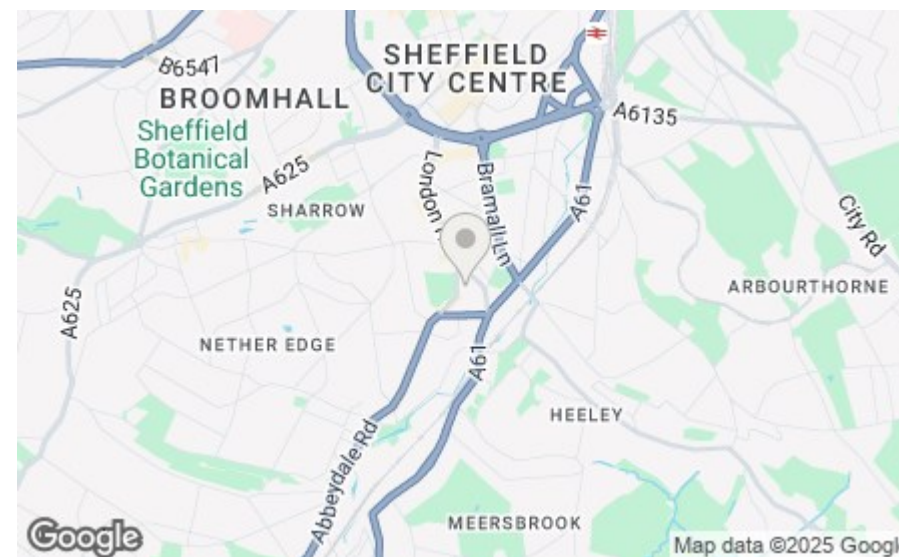 SHEFFIELD
CITY CENTRE
B6547
BROOMHALL
A6135
Sheffield
Botanical
Gardens
A625
London
Bramall Ln
A61
City Rd
SHARROW
ARBOURTHORNE
A625
NETHER EDGE
A61
HEELEY
Abbeydale Rd
MEERSBROOK
Google
Map data ©2025 Googl